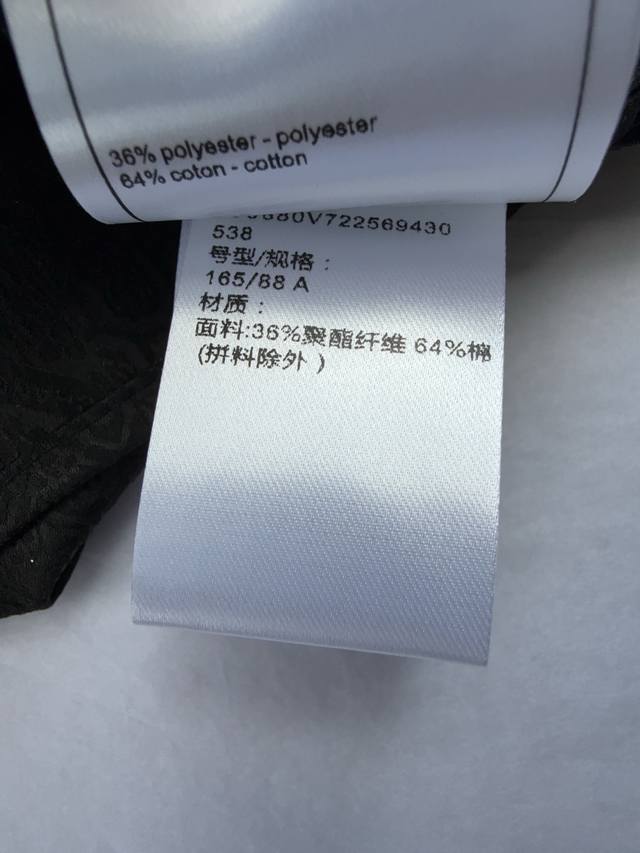 36% polyester - polyester
64% coton - cotton
538
号型/规格：
165/88 A
材质：
面料:36%聚酯纤维 64%棉
(拼料除外 )